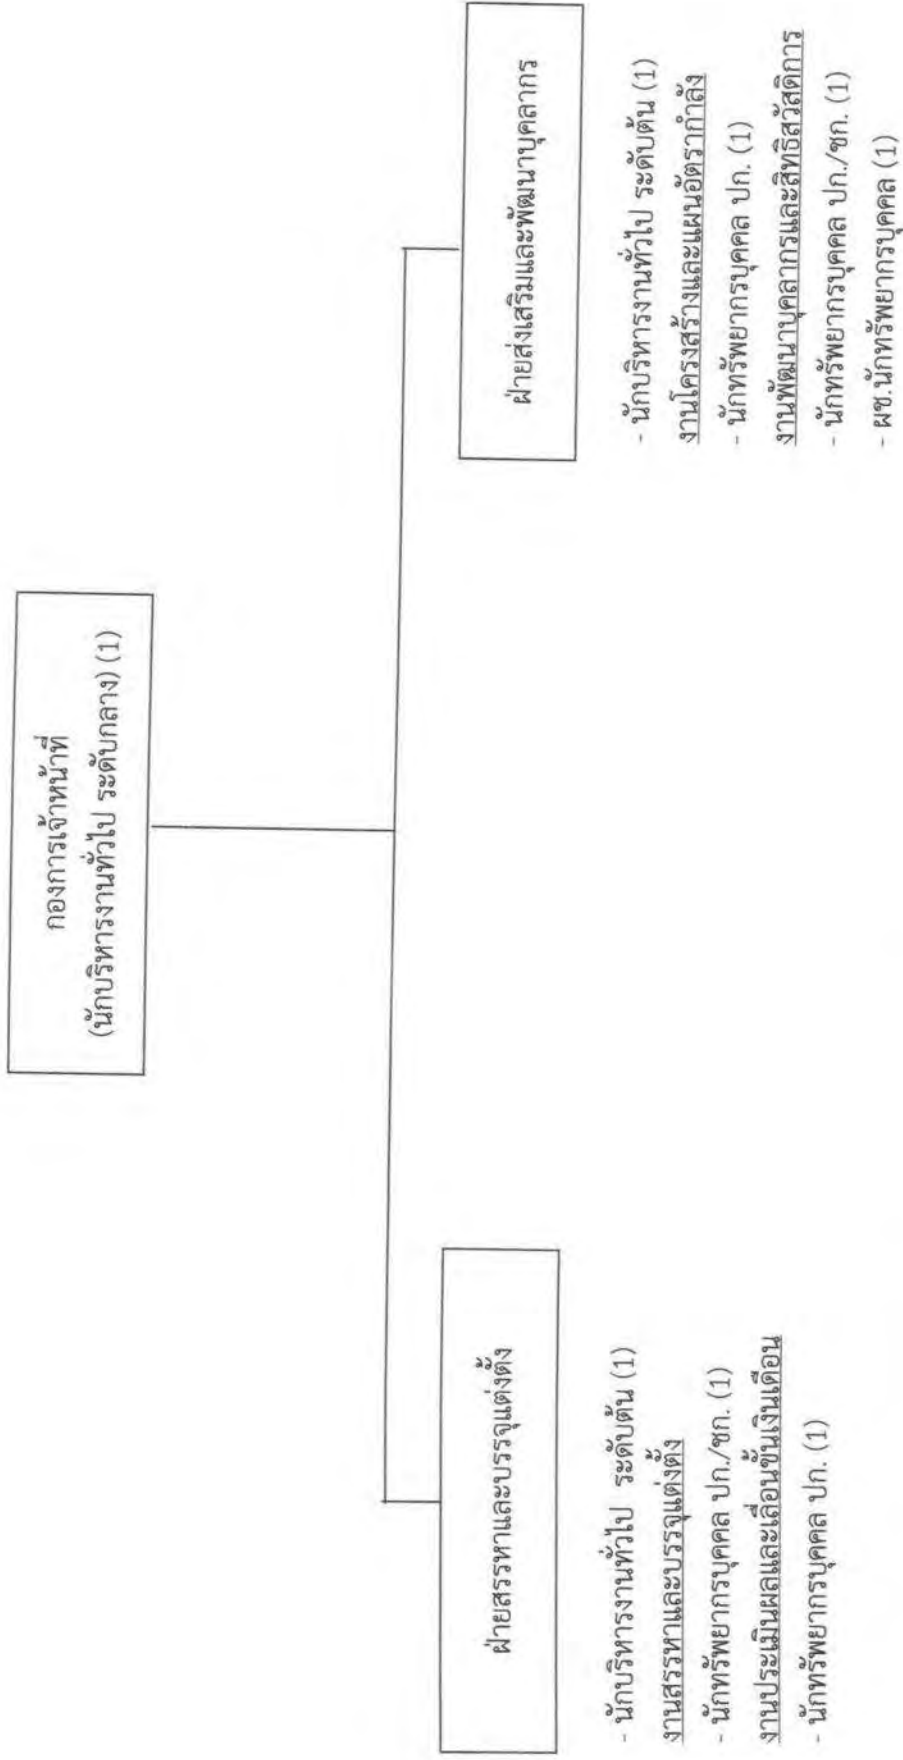 กองการเจ้าหน้าที่
(นักบริหารงานทั่วไป ระดับกลาง) (1)
ฝ่ายสรรหาและบรรจุแต่งตั้ง
- นักบริหารงานทั่วไป ระดับต้น (1)
งานสรรหาและบรรจุแต่งตั้ง
- นักทรัพยากรบุคคล ปก./ชก. (1)
งานประเมินผลและเลื่อนขั้นเงินเดือน
- นักทรัพยากรบุคคล ปก. (1)
ฝ่ายส่งเสริมและพัฒนาบุคลากร
- นักบริหารงานทั่วไป ระดับต้น (1)
งานโครงสร้างและแผนอัตรากำลัง
- นักทรัพยากรบุคคล ปก. (1)
งานพัฒนาบุคลากรและสิทธิสวัสดิการ
- นักทรัพยากรบุคคล ปก./ชก. (1)
- ผช.นักทรัพยากรบุคคล (1)